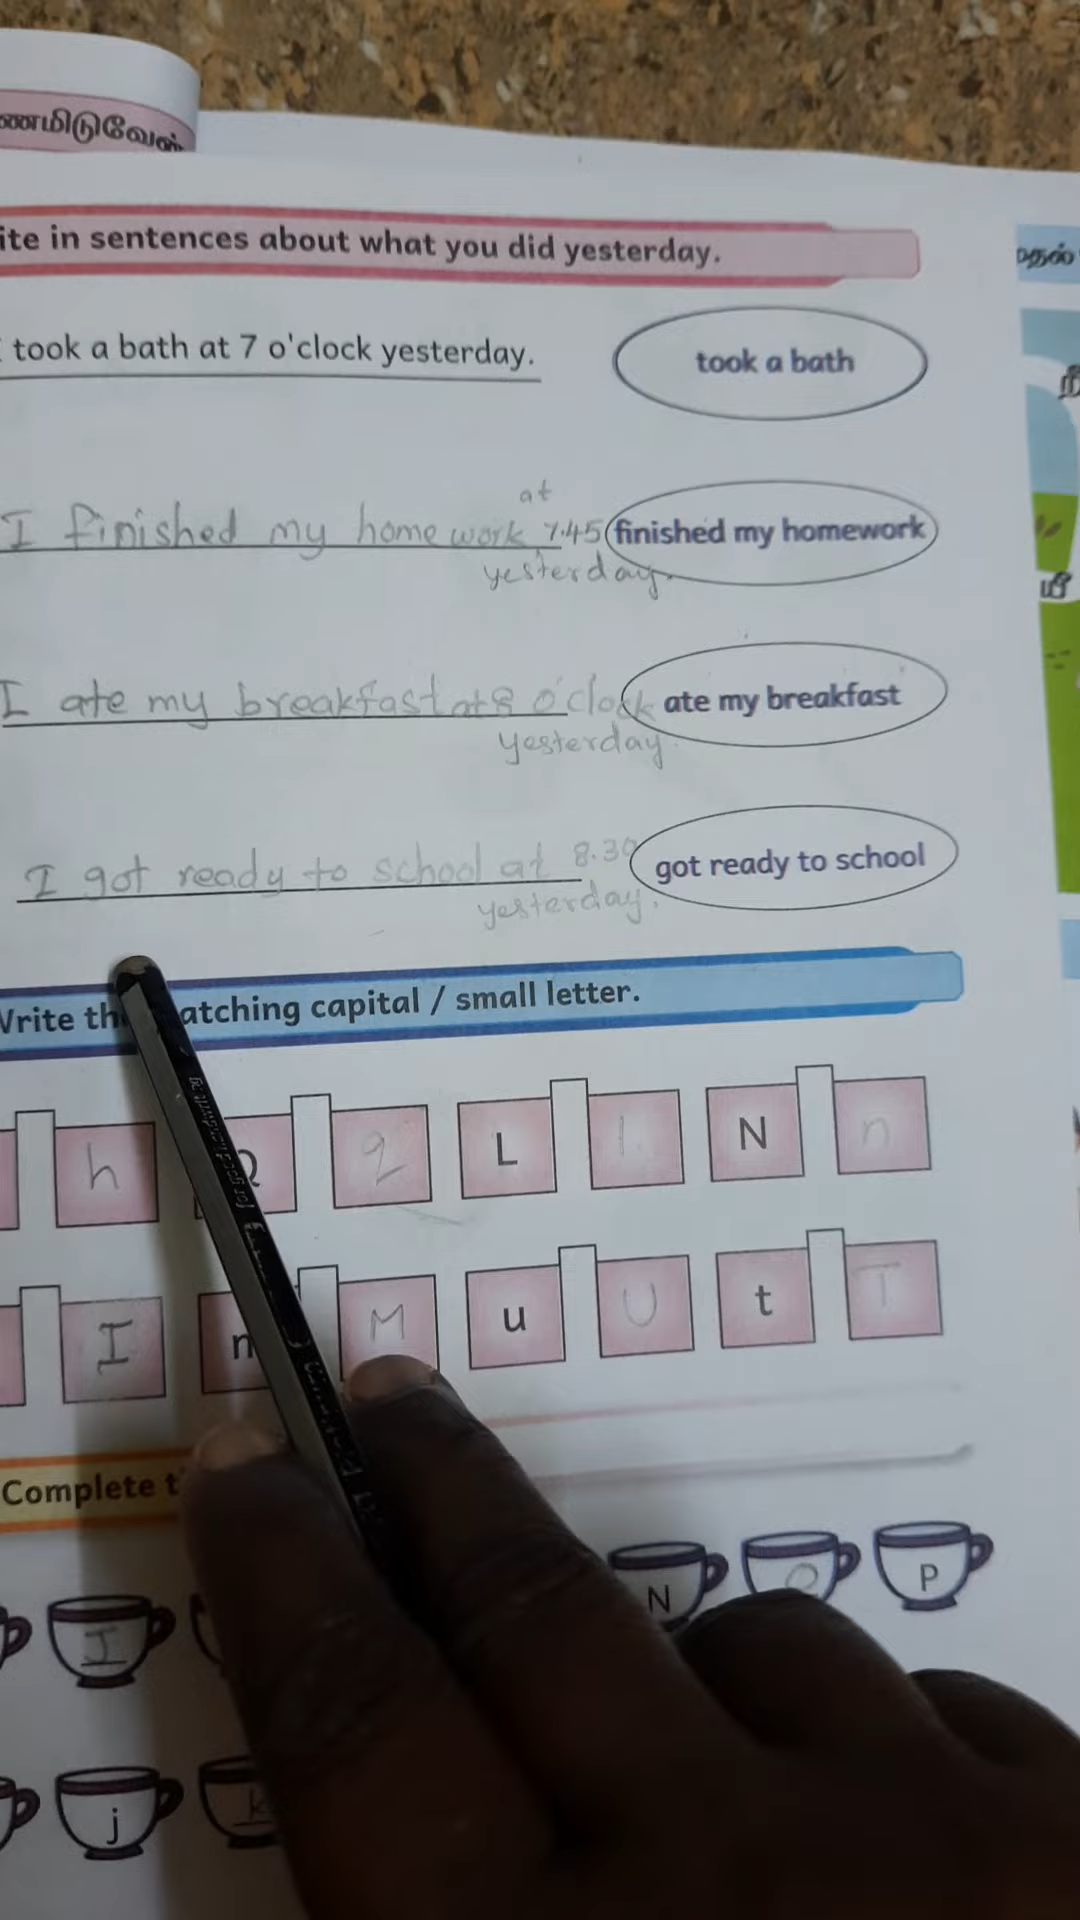 ணமிடுவேன்
ite in sentences about what you did yesterday.
took a bath at 7 o'clock yesterday.
took a bath
at
I finished my home work 7.45
finished my homework
yesterday.
I ate my breakfast at 8 o'clock
ate my breakfast
yesterday.
I got ready to school at 8.30
got ready to school
yesterday.
Write th atching capital / small letter.
h Q q L l N n
I m M u U t T
Complete t
N O P
I
j k